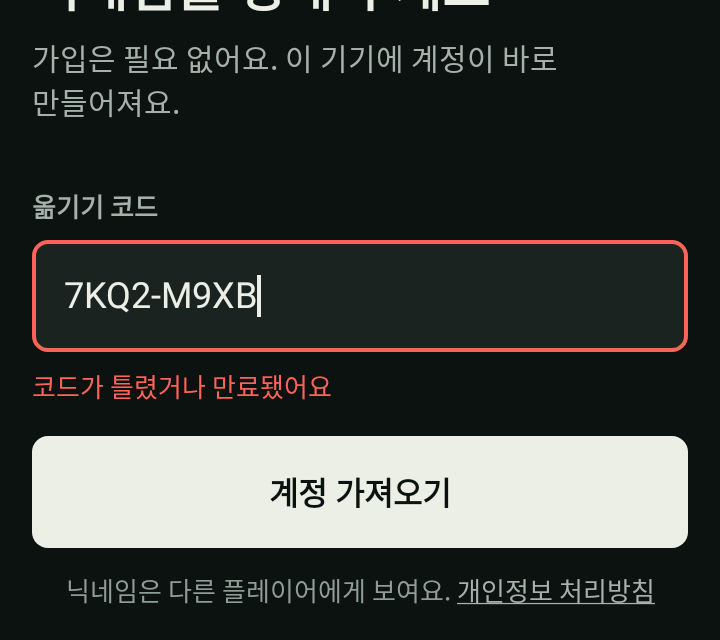 가입은 필요 없어요. 이 기기에 계정이 바로
만들어져요.
옮기기 코드
7KQ2-M9XB
코드가 틀렸거나 만료됐어요
계정 가져오기
닉네임은 다른 플레이어에게 보여요. 개인정보 처리방침